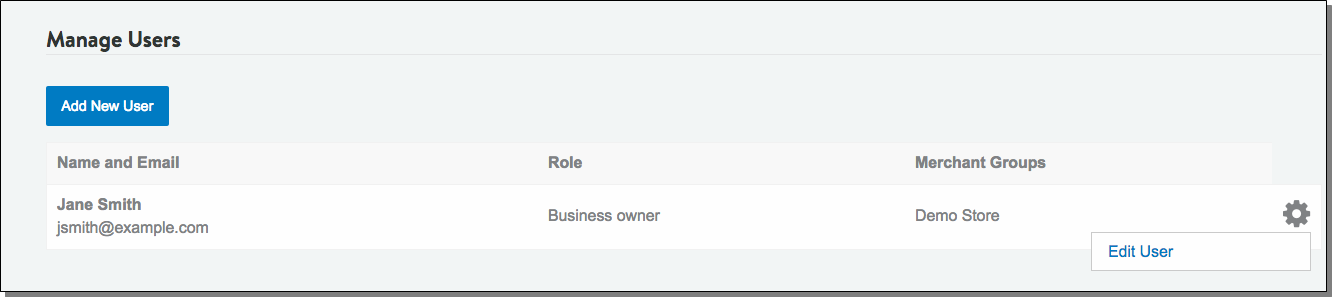 Manage Users
Add New User
Name and Email Role Merchant Groups
Jane Smith
jsmith@example.com
Business owner Demo Store
Edit User